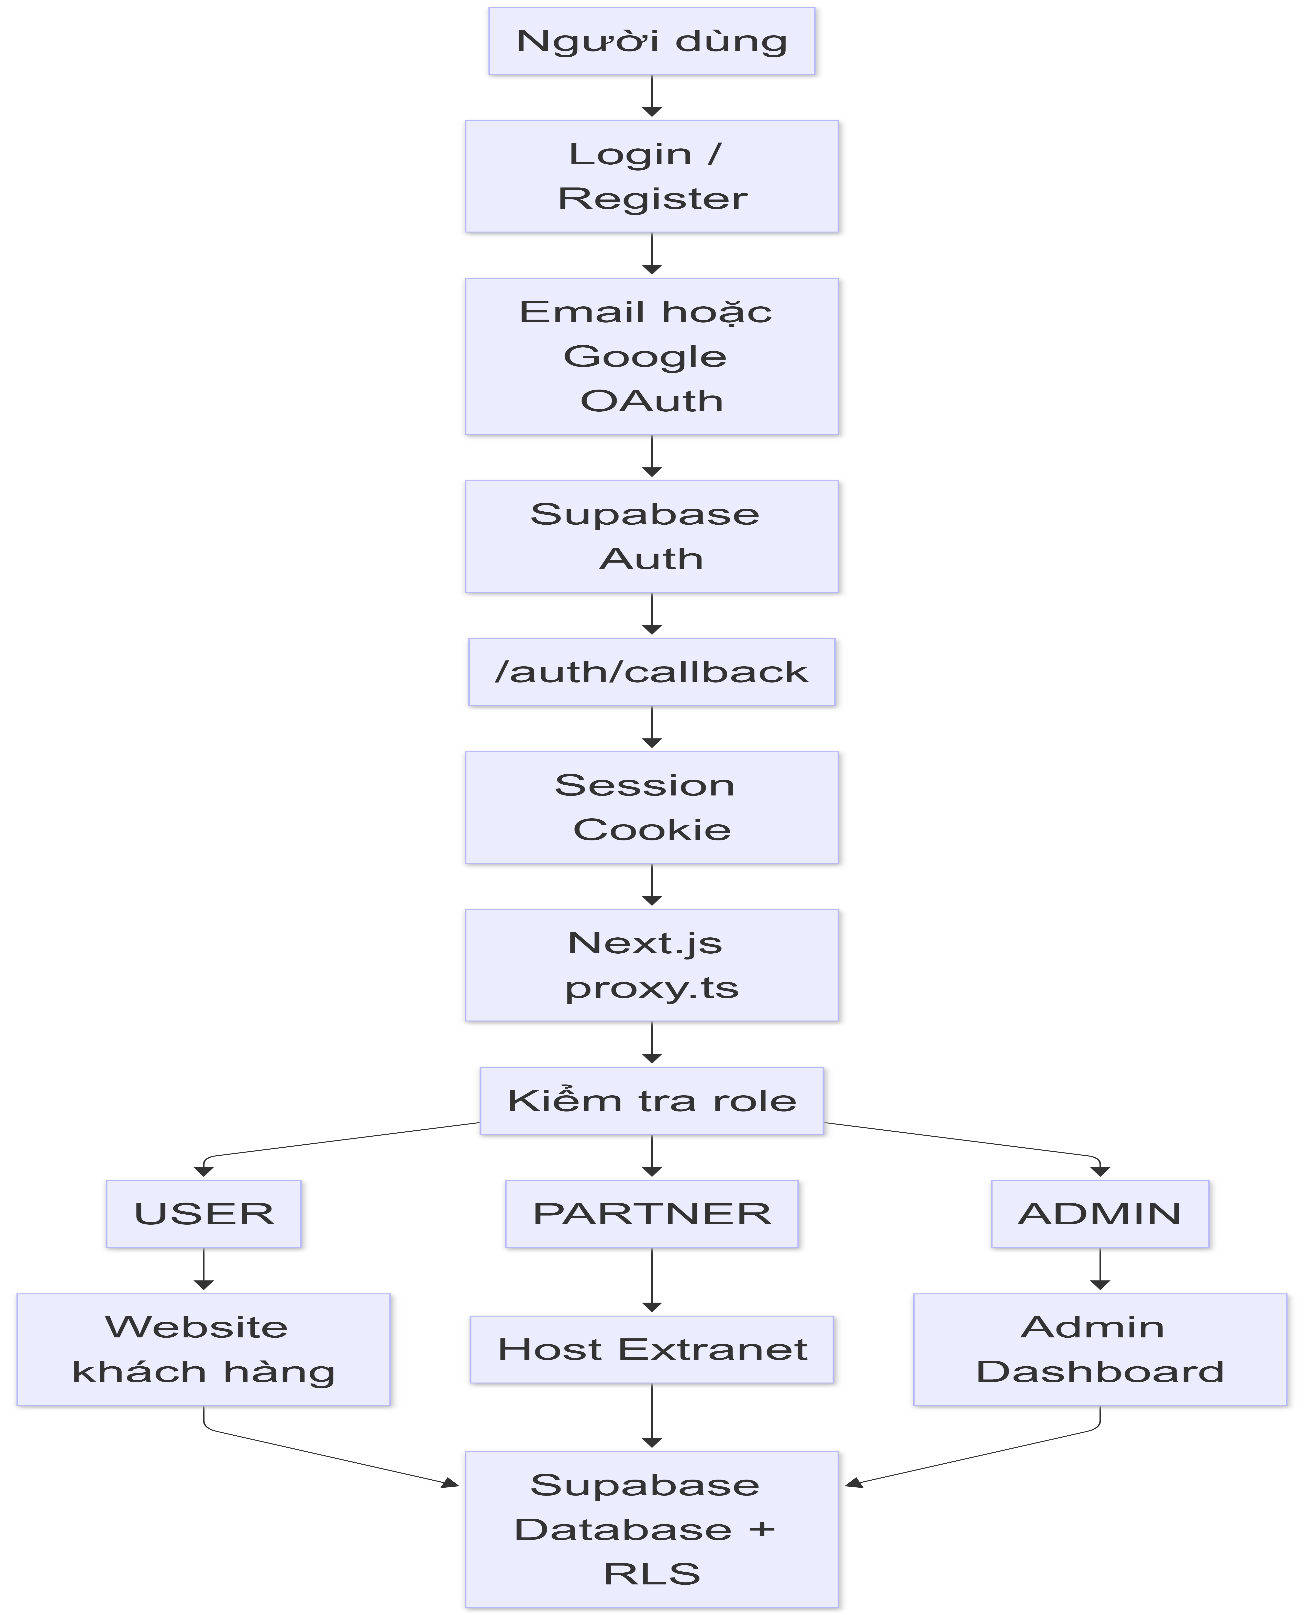 Người dùng
Login /
Register
Email hoặc
Google
OAuth
Supabase
Auth
/auth/callback
Session
Cookie
Next.js
proxy.ts
Kiểm tra role
USER
PARTNER
ADMIN
Website
khách hàng
Host Extranet
Admin
Dashboard
Supabase
Database +
RLS